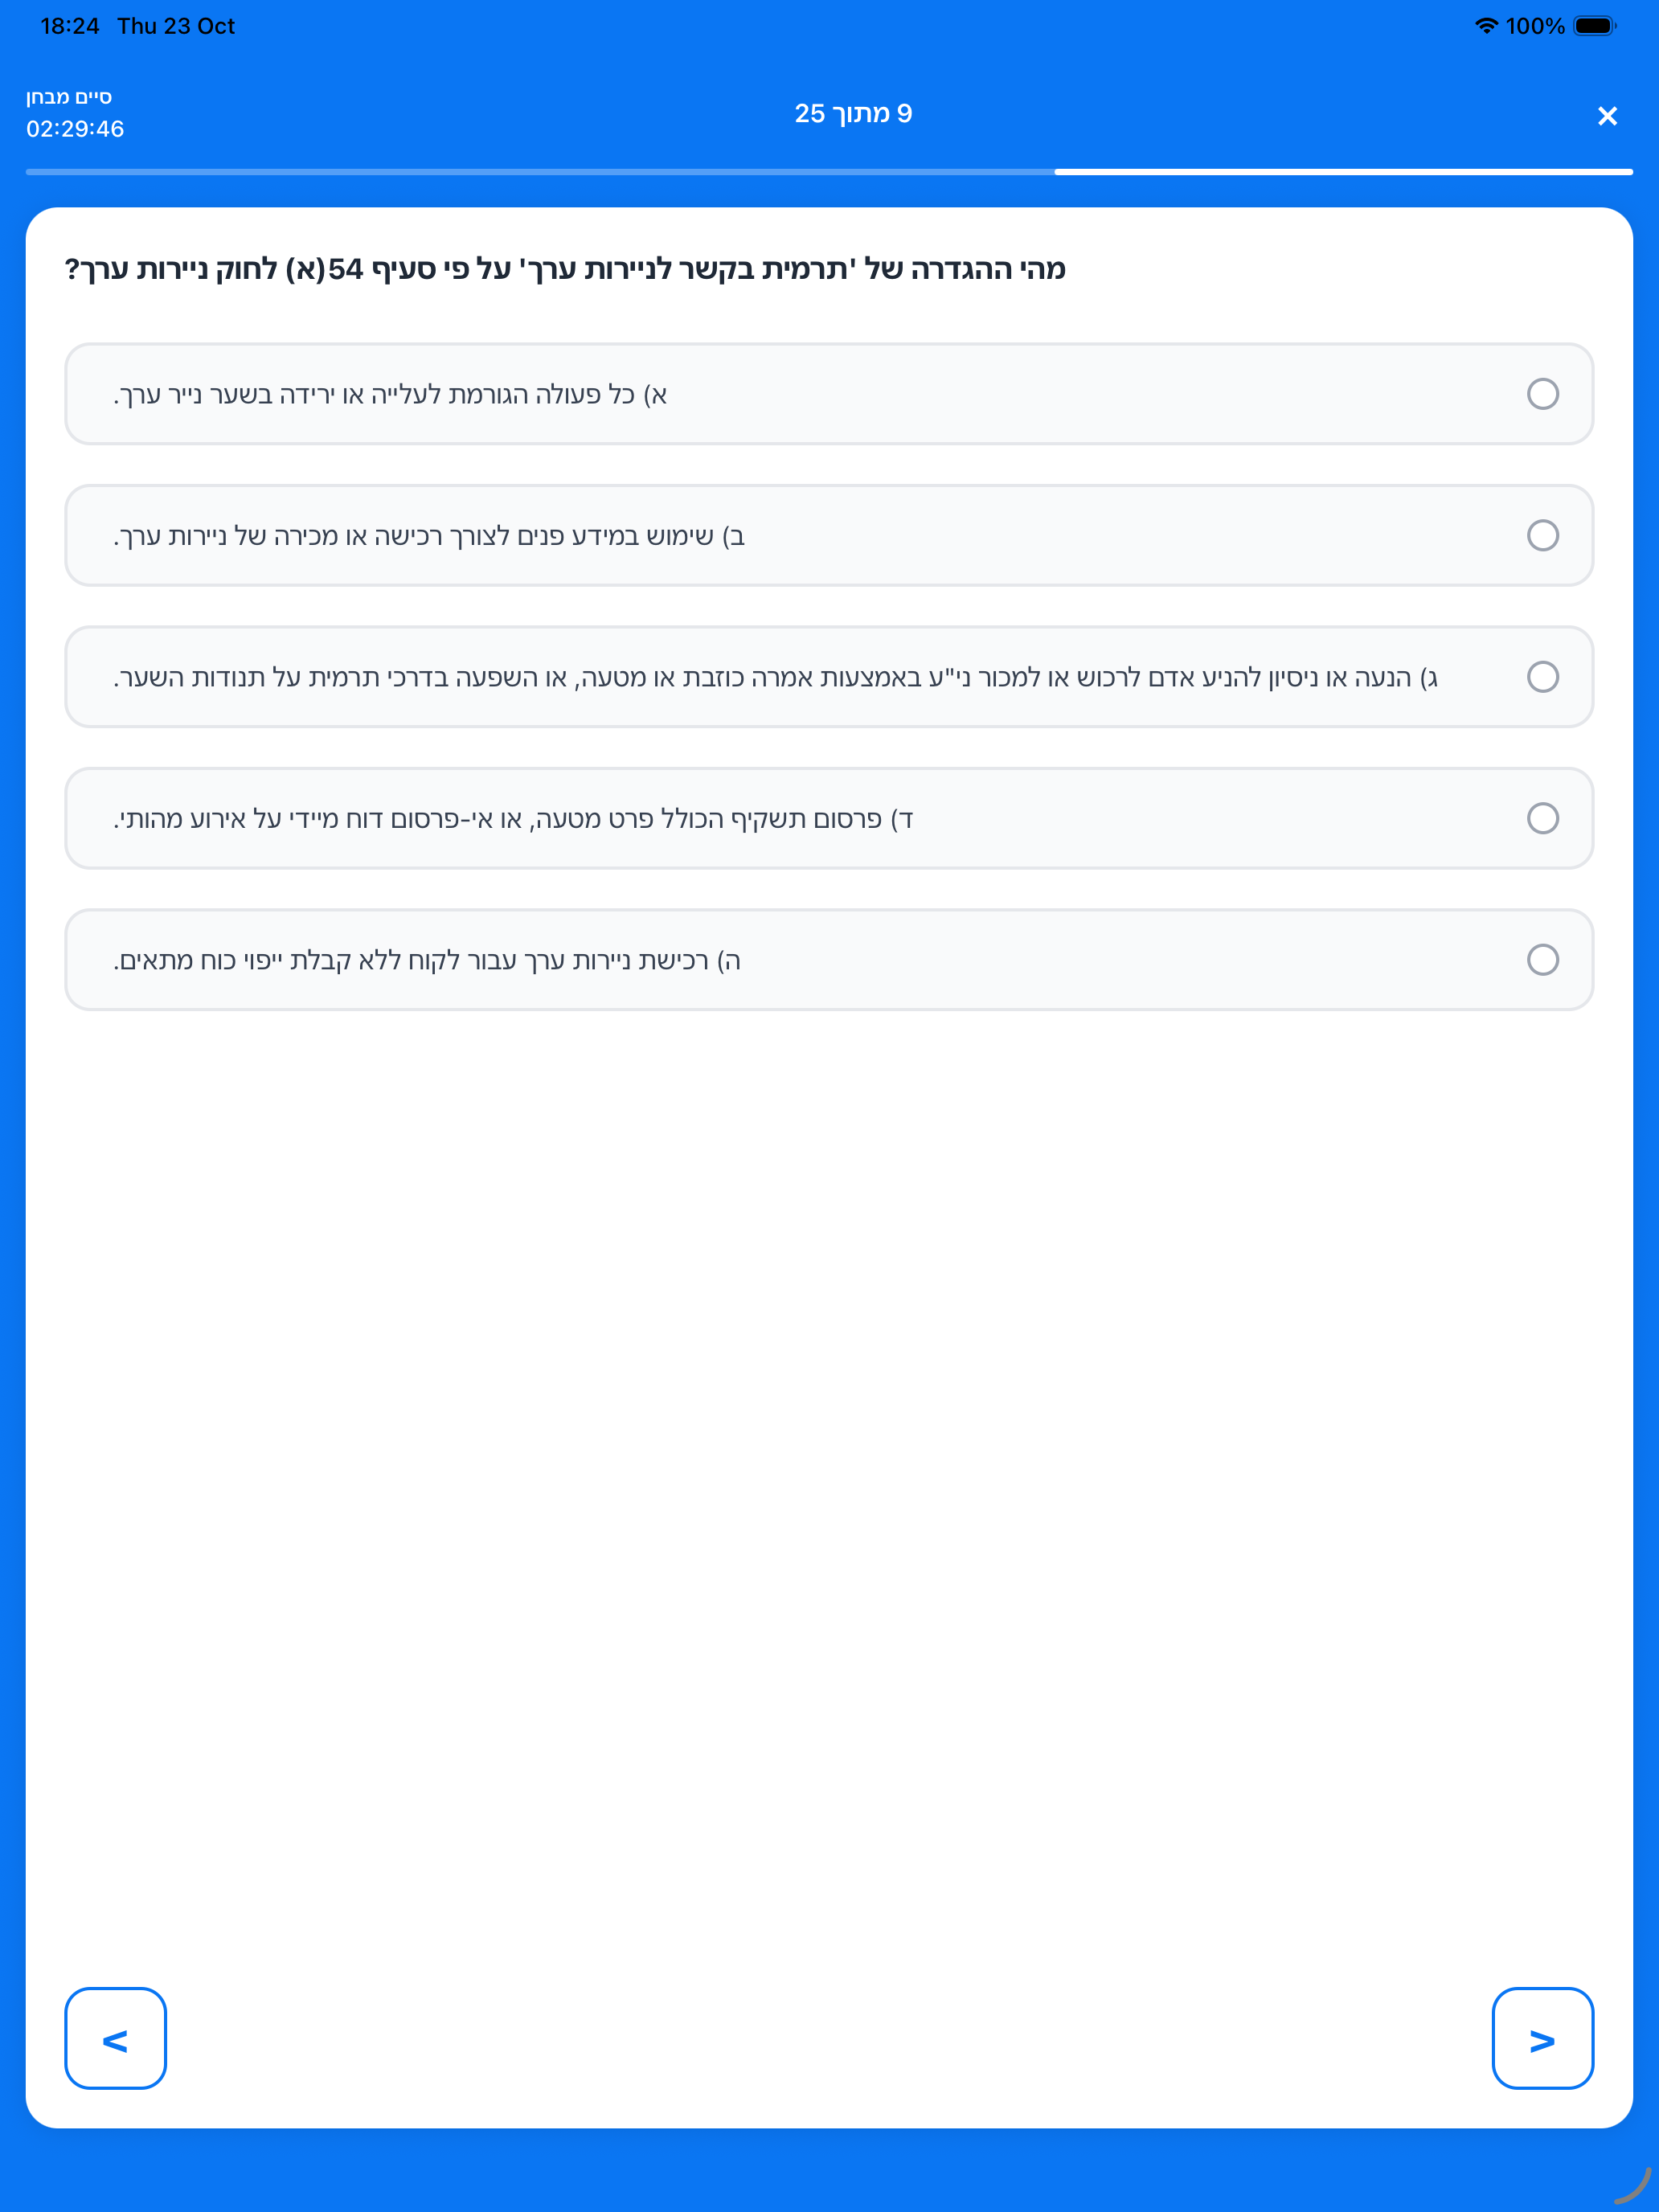 18:24 Thu 23 Oct
100%
סיים מבחן
02:29:46
9 מתוך 25
×
מהי ההגדרה של 'תרמית בקשר לניירות ערך' על פי סעיף 54(א) לחוק ניירות ערך?
א) כל פעולה הגורמת לעלייה או ירידה בשער נייר ערך.
ב) שימוש במידע פנים לצורך רכישה או מכירה של ניירות ערך.
ג) הנעה או ניסיון להניע אדם לרכוש או למכור ני"ע באמצעות אמרה כוזבת או מטעה, או השפעה בדרכי תרמית על תנודות השער.
ד) פרסום תשקיף הכולל פרט מטעה, או אי-פרסום דוח מיידי על אירוע מהותי.
ה) רכישת ניירות ערך עבור לקוח ללא קבלת ייפוי כוח מתאים.
< >